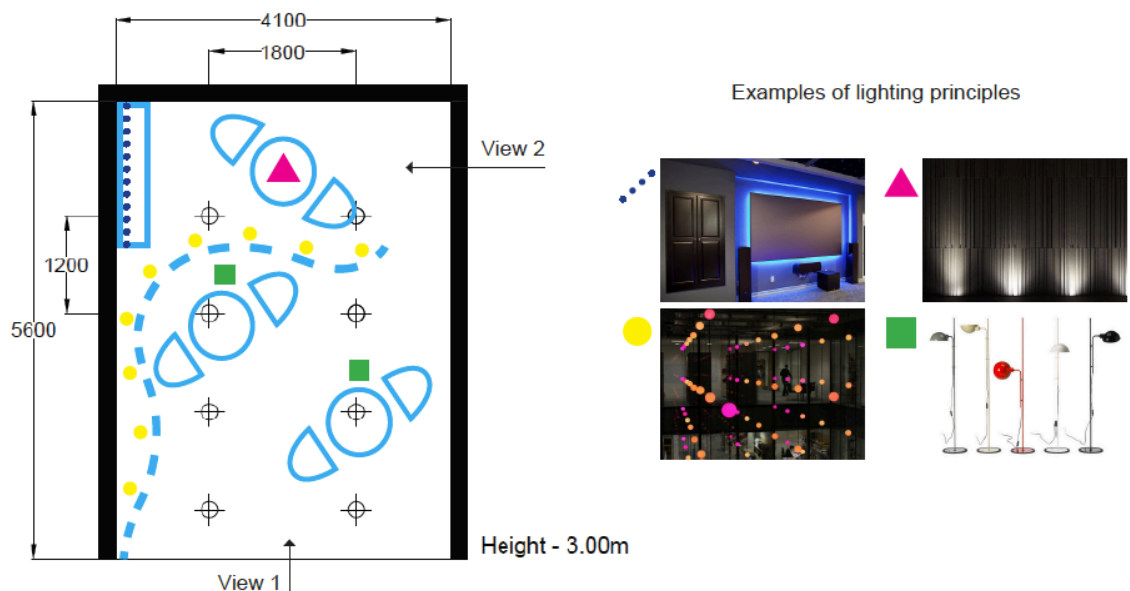 4100
1800
Examples of lighting principles
View 2
1200
5600
Height - 3.00m
View 1